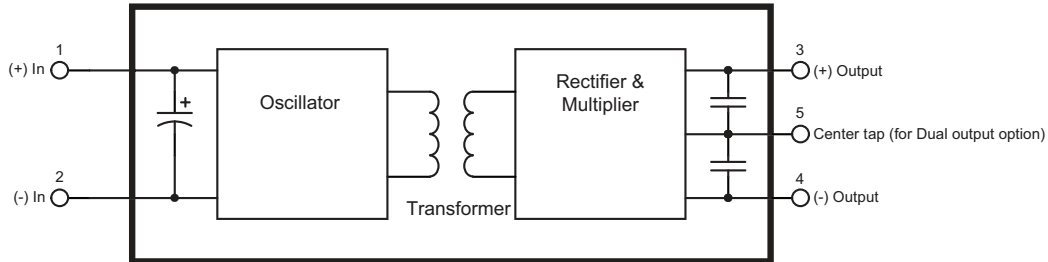 1
(+) In
+
Oscillator
2
(-) In
Transformer
Rectifier &
Multiplier
3
(+) Output
5
Center tap (for Dual output option)
4
(-) Output